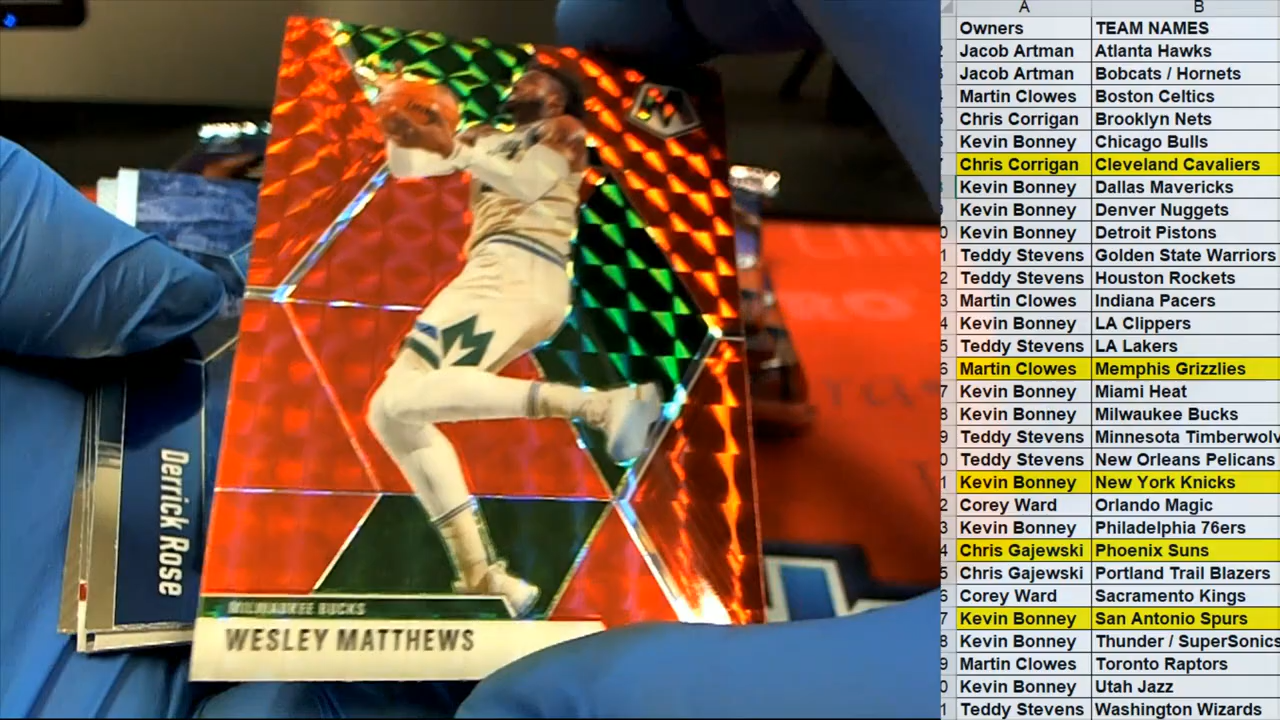 Derrick Rose
MILWAUKEE BUCKS
WESLEY MATTHEWS
A B
Owners TEAM NAMES
Jacob Artman Atlanta Hawks
Jacob Artman Bobcats / Hornets
Martin Clowes Boston Celtics
Chris Corrigan Brooklyn Nets
Kevin Bonney Chicago Bulls
Chris Corrigan Cleveland Cavaliers
Kevin Bonney Dallas Mavericks
Kevin Bonney Denver Nuggets
Kevin Bonney Detroit Pistons
Teddy Stevens Golden State Warriors
Teddy Stevens Houston Rockets
Martin Clowes Indiana Pacers
Kevin Bonney LA Clippers
Teddy Stevens LA Lakers
Martin Clowes Memphis Grizzlies
Kevin Bonney Miami Heat
Kevin Bonney Milwaukee Bucks
Teddy Stevens Minnesota Timberwolv
Teddy Stevens New Orleans Pelicans
Kevin Bonney New York Knicks
Corey Ward Orlando Magic
Kevin Bonney Philadelphia 76ers
Chris Gajewski Phoenix Suns
Chris Gajewski Portland Trail Blazers
Corey Ward Sacramento Kings
Kevin Bonney San Antonio Spurs
Kevin Bonney Thunder / SuperSonics
Martin Clowes Toronto Raptors
Kevin Bonney Utah Jazz
Teddy Stevens Washington Wizards